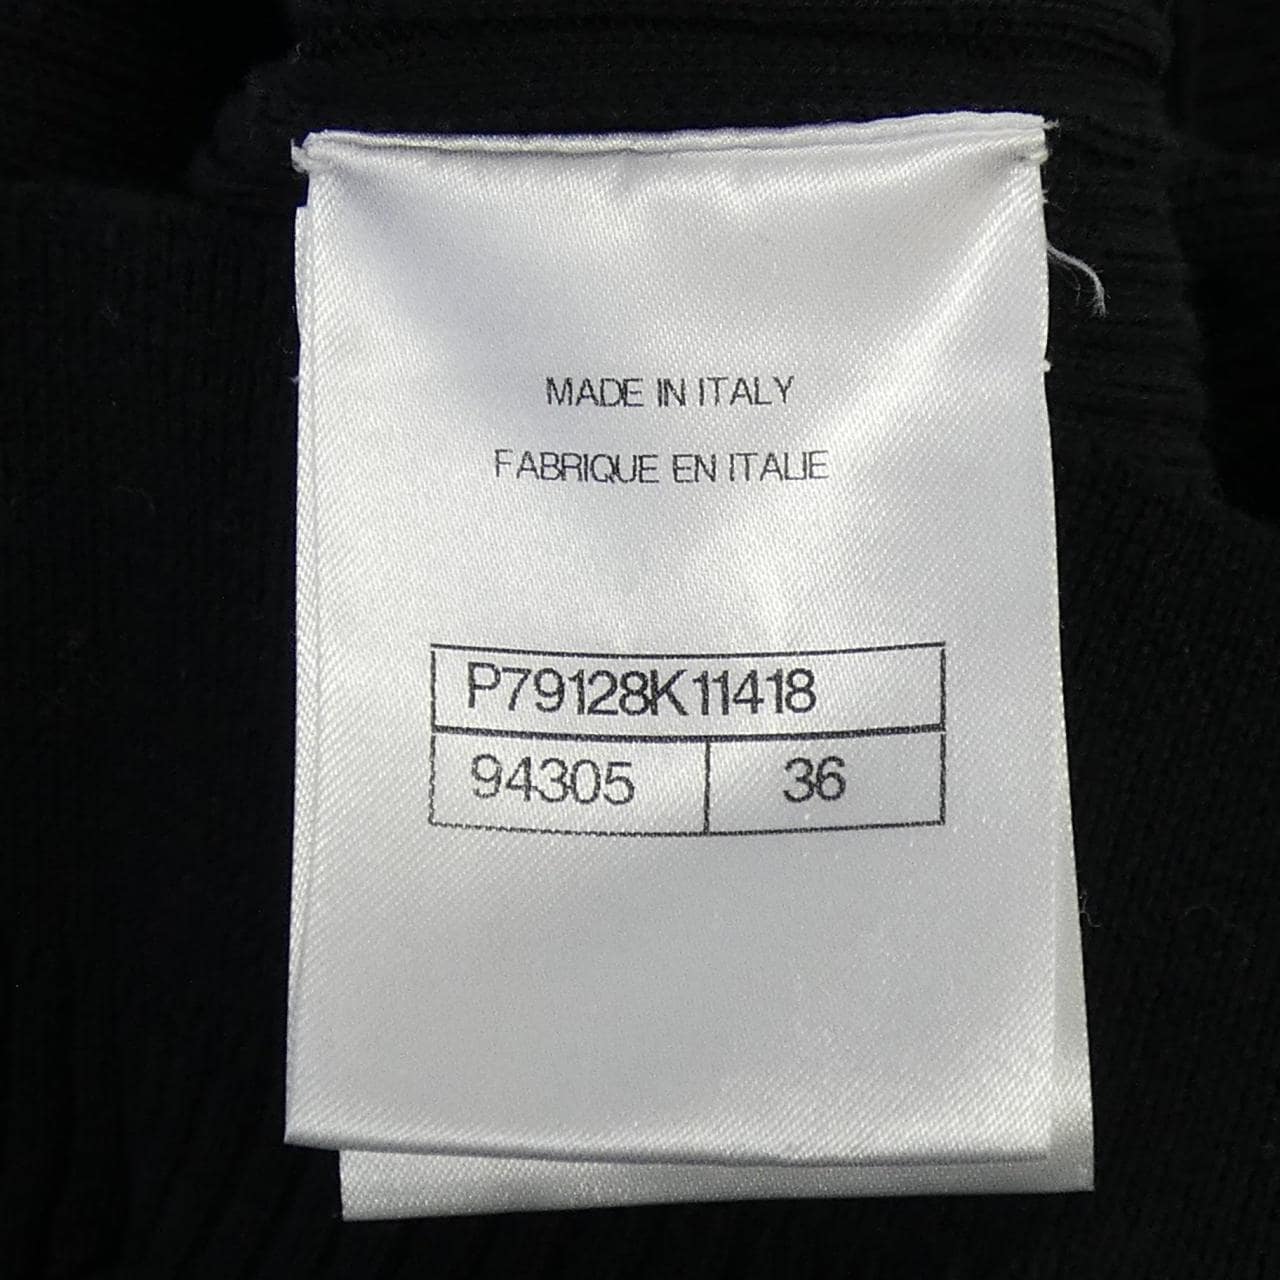 MADE IN ITALY
FABRIQUE EN ITALIE
P79128K11418
94305 36